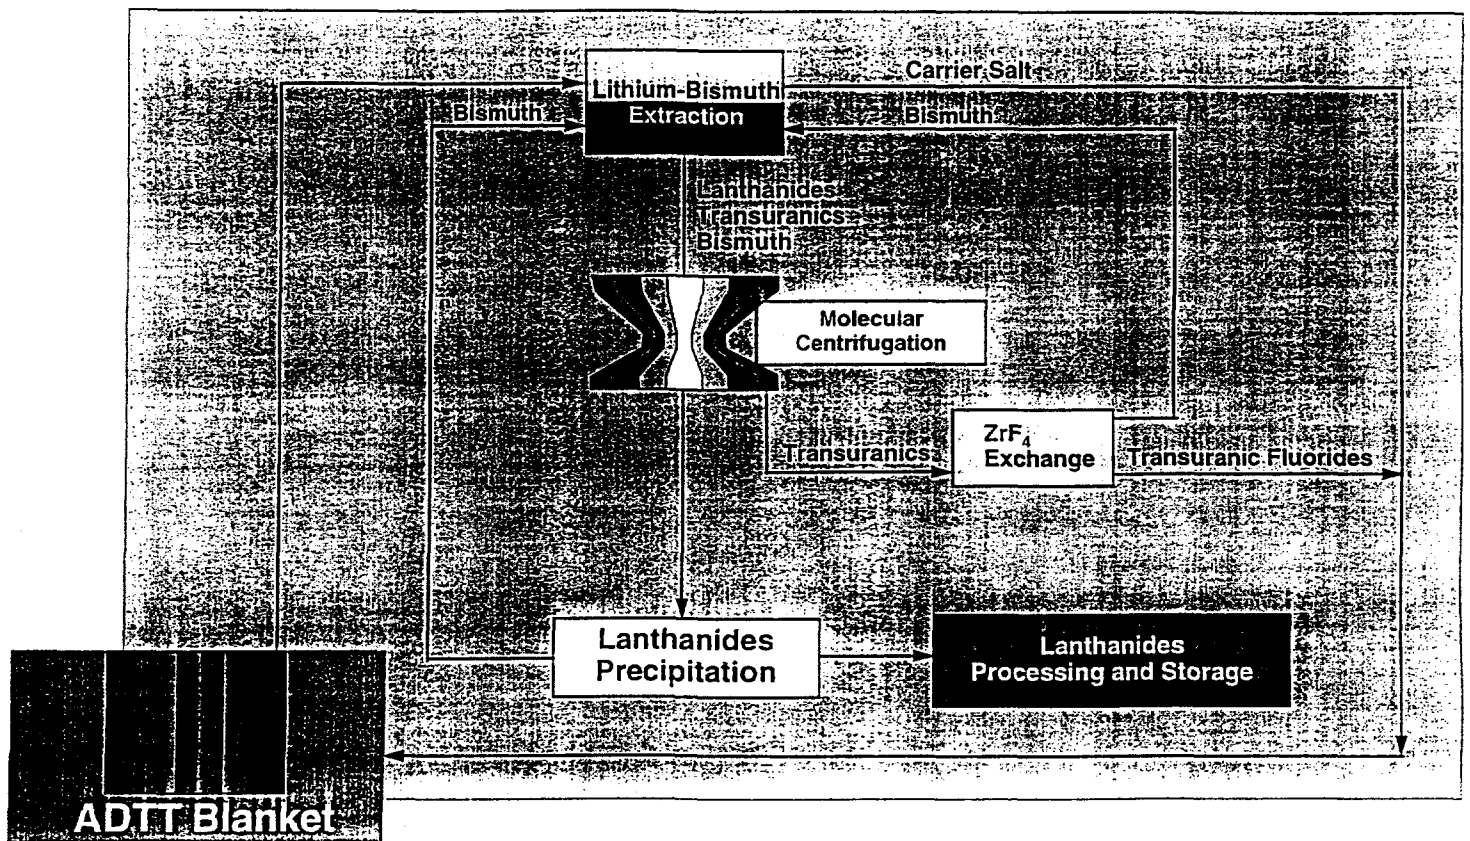 Carrier Salt
Lithium-Bismuth
Extraction
Bismuth
Bismuth
Lanthanides
Transuranics
Bismuth
Molecular
Centrifugation
ZrF4
Exchange
Transuranics
Transuranic Fluorides
Lanthanides
Precipitation
Lanthanides
Processing and Storage
ADTT Blanket